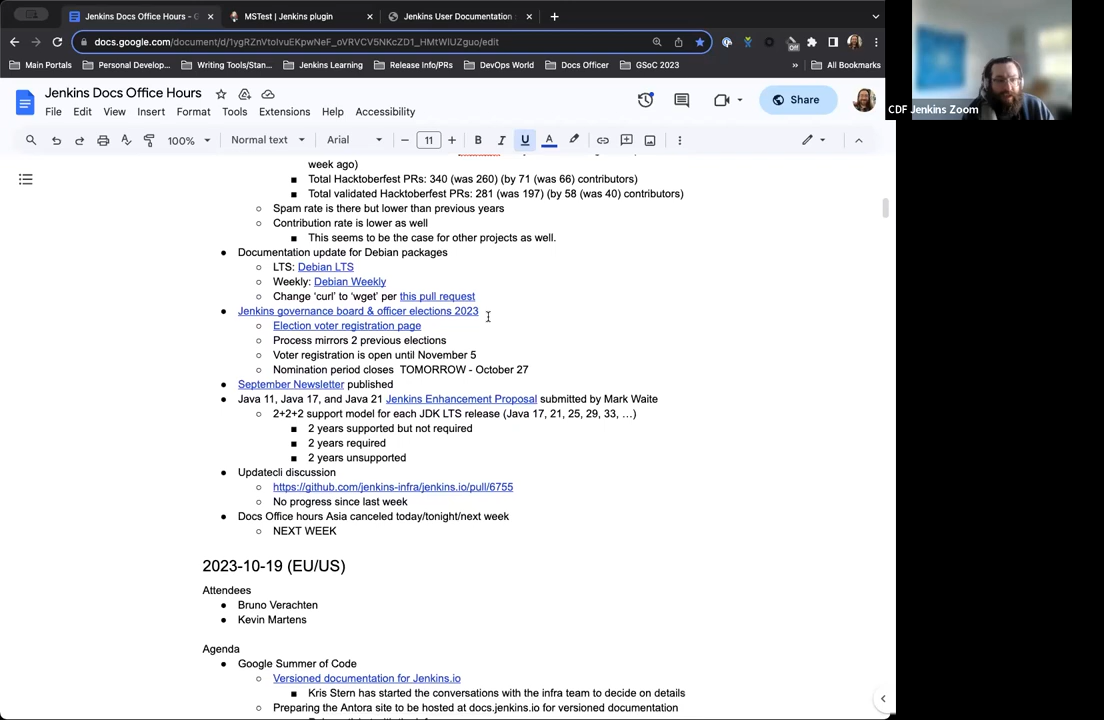 Jenkins Docs Office Hours - G
MSTest | Jenkins plugin
Jenkins User Documentation
docs.google.com/document/d/1ygRZnVtoIvuEKpwNeF_oVRVCV5NKcZD1_HMtWlUZguo/edit
Off
Main Portals
Personal Develop...
Writing Tools/Stan...
Jenkins Learning
Release Info/PRs
DevOps World
Docs Officer
GSoC 2023
»
All Bookmarks
Jenkins Docs Office Hours
File Edit View Insert Format Tools Extensions Help Accessibility
Share
CDF Jenkins Zoom
100% Normal text Arial 11 B I U A
week ago)
Total Hacktoberfest PRs: 340 (was 260) (by 71 (was 66) contributors)
Total validated Hacktoberfest PRs: 281 (was 197) (by 58 (was 40) contributors)
Spam rate is there but lower than previous years
Contribution rate is lower as well
This seems to be the case for other projects as well.
Documentation update for Debian packages
LTS: Debian LTS
Weekly: Debian Weekly
Change ‘curl’ to ‘wget’ per this pull request
Jenkins governance board & officer elections 2023
Election voter registration page
Process mirrors 2 previous elections
Voter registration is open until November 5
Nomination period closes TOMORROW - October 27
September Newsletter published
Java 11, Java 17, and Java 21 Jenkins Enhancement Proposal submitted by Mark Waite
2+2+2 support model for each JDK LTS release (Java 17, 21, 25, 29, 33, …)
2 years supported but not required
2 years required
2 years unsupported
Updatecli discussion
https://github.com/jenkins-infra/jenkins.io/pull/6755
No progress since last week
Docs Office hours Asia canceled today/tonight/next week
NEXT WEEK
2023-10-19 (EU/US)
Attendees
Bruno Verachten
Kevin Martens
Agenda
Google Summer of Code
Versioned documentation for Jenkins.io
Kris Stern has started the conversations with the infra team to decide on details
Preparing the Antora site to be hosted at docs.jenkins.io for versioned documentation